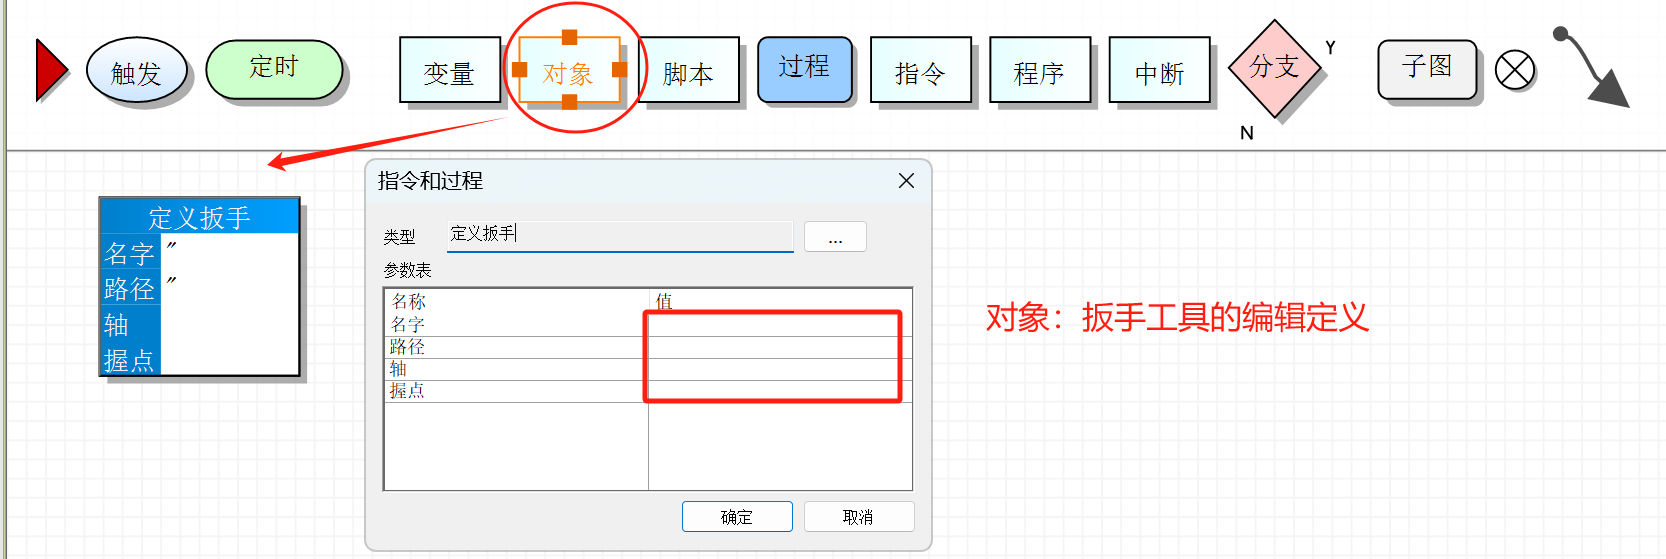 触发
定时
变量
对象
脚本
过程
指令
程序
中断
分支
Y
N
子图
定义扳手
名字 "
路径 "
轴
握点
指令和过程
类型 定义扳手 ...
参数表
名称 值
名字
路径
轴
握点
确定 取消
对象：扳手工具的编辑定义